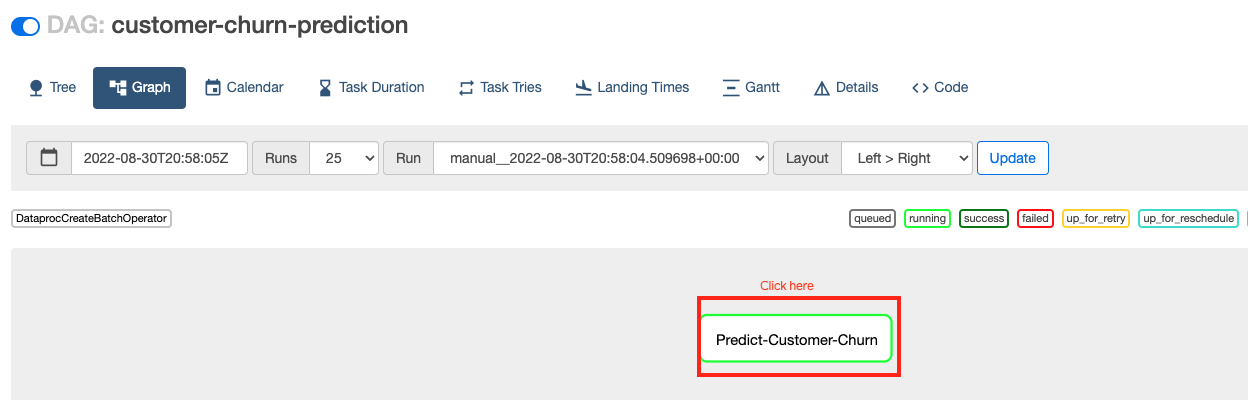 DAG: customer-churn-prediction
Tree Graph Calendar Task Duration Task Tries Landing Times Gantt Details Code
2022-08-30T20:58:05Z Runs 25 Run manual__2022-08-30T20:58:04.509698+00:00 Layout Left > Right Update
DataprocCreateBatchOperator queued running success failed up_for_retry up_for_reschedule
Click here
Predict-Customer-Churn